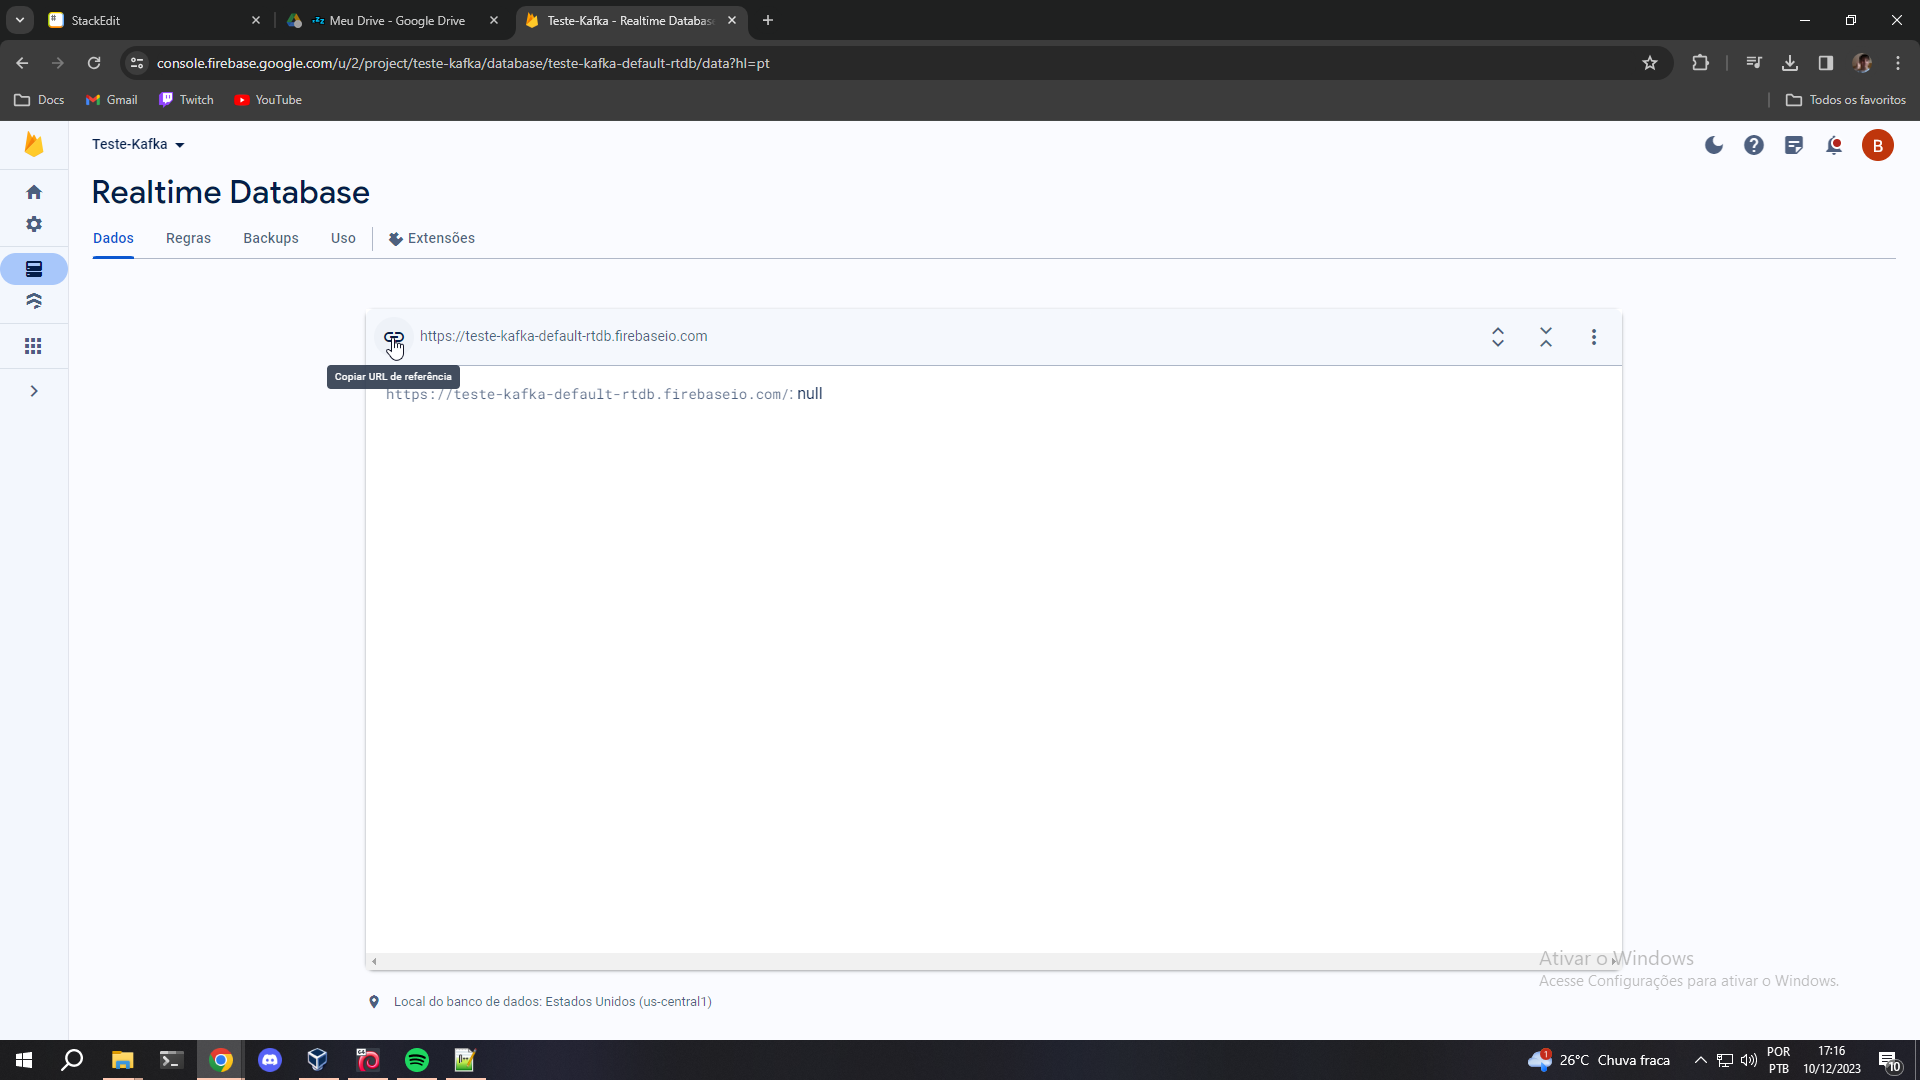 StackEdit
Meu Drive - Google Drive
Teste-Kafka - Realtime Databas
console.firebase.google.com/u/2/project/teste-kafka/database/teste-kafka-default-rtdb/data?hl=pt
Docs
Gmail
Twitch
YouTube
Todos os favoritos
Teste-Kafka
B
Realtime Database
Dados
Regras
Backups
Uso
Extensões
https://teste-kafka-default-rtdb.firebaseio.com
Copiar URL de referência
https://teste-kafka-default-rtdb.firebaseio.com/: null
Ativar o Windows
Acesse Configurações para ativar o Windows.
Local do banco de dados: Estados Unidos (us-central1)
1
26°C Chuva fraca
POR
PTB
17:16
10/12/2023
10